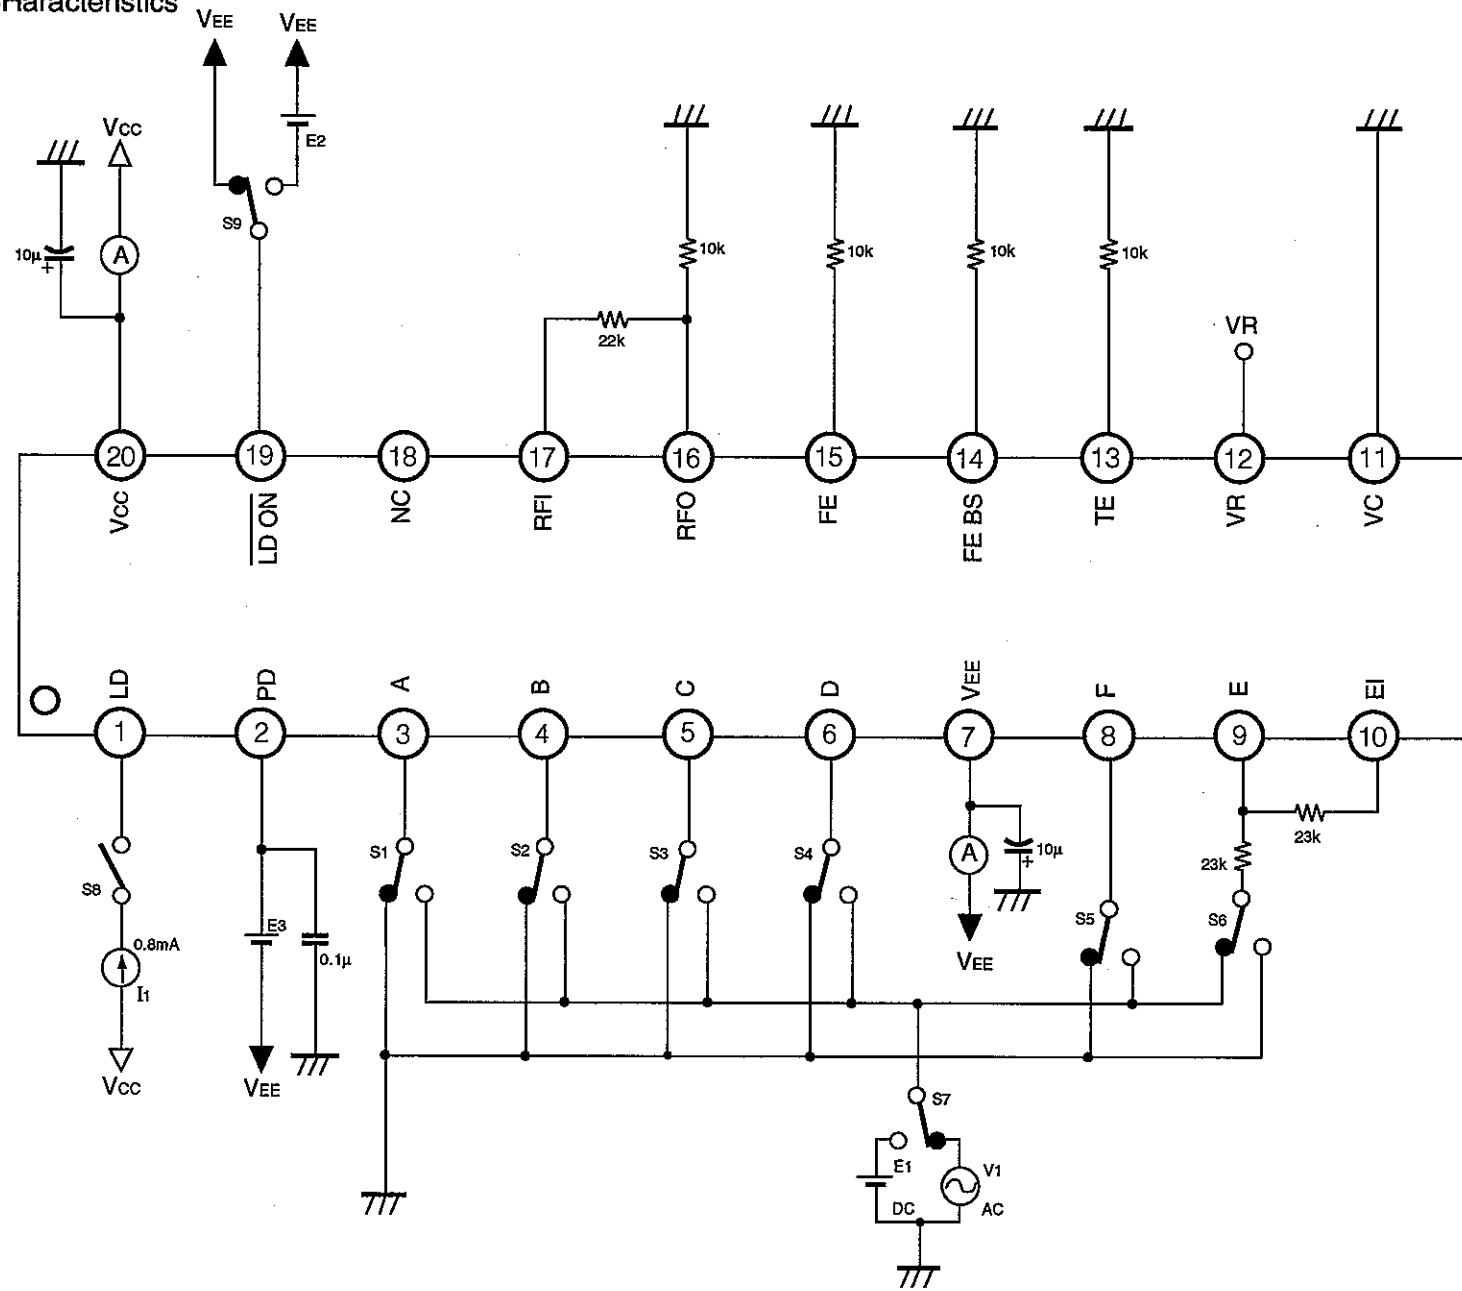 Haracteristics
VEE
VEE
VCC
E2
S9
10μ
+
A
10k
10k
10k
10k
22k
VR
20
19
18
17
16
15
14
13
12
11
VCC
LD ON
NC
RFI
RFO
FE
FE BS
TE
VR
VC
LD
PD
A
B
C
D
VEE
F
E
EI
1
2
3
4
5
6
7
8
9
10
S8
0.8mA
I1
VCC
E3
0.1μ
VEE
S1
S2
S3
S4
A
10μ
+
VEE
S5
23k
23k
S6
S7
E1
DC
V1
AC